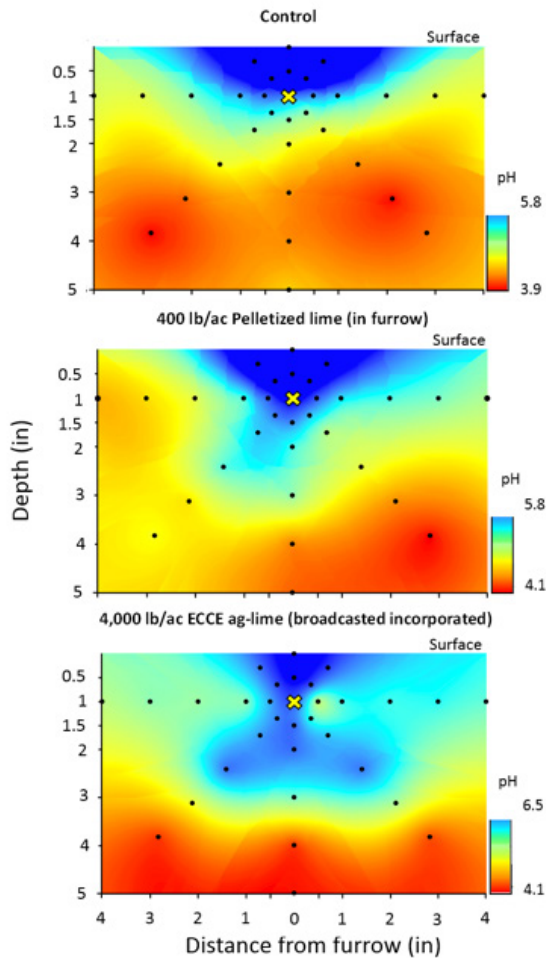 Control
Surface
0.5
1
1.5
2
3
4
5
pH
5.8
3.9
400 lb/ac Pelletized lime (in furrow)
Surface
0.5
1
1.5
2
3
4
5
pH
5.8
4.1
Depth (in)
4,000 lb/ac ECCE ag-lime (broadcasted incorporated)
Surface
0.5
1
1.5
2
3
4
5
pH
6.5
4.1
4 3 2 1 0 1 2 3 4
Distance from furrow (in)